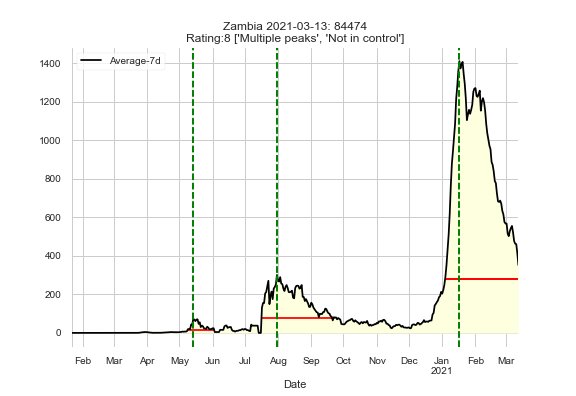 Zambia 2021-03-13: 84474
Rating:8 ['Multiple peaks', 'Not in control']
Average-7d
1400
1200
1000
800
600
400
200
0
Feb Mar Apr May Jun Jul Aug Sep Oct Nov Dec Jan Feb Mar
2021
Date